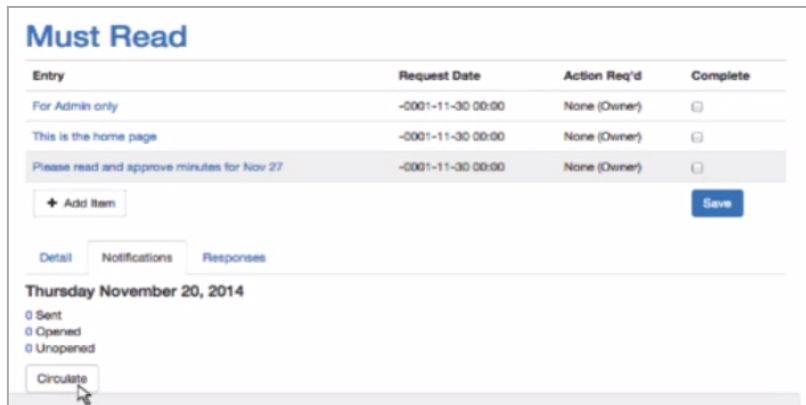 Must Read
Entry Request Date Action Req'd Complete
For Admin only -0001-11-30 00:00 None (Owner)
This is the home page -0001-11-30 00:00 None (Owner)
Please read and approve minutes for Nov 27 -0001-11-30 00:00 None (Owner)
+ Add Item Save
Detail Notifications Responses
Thursday November 20, 2014
0 Sent
0 Opened
0 Unopened
Circulate